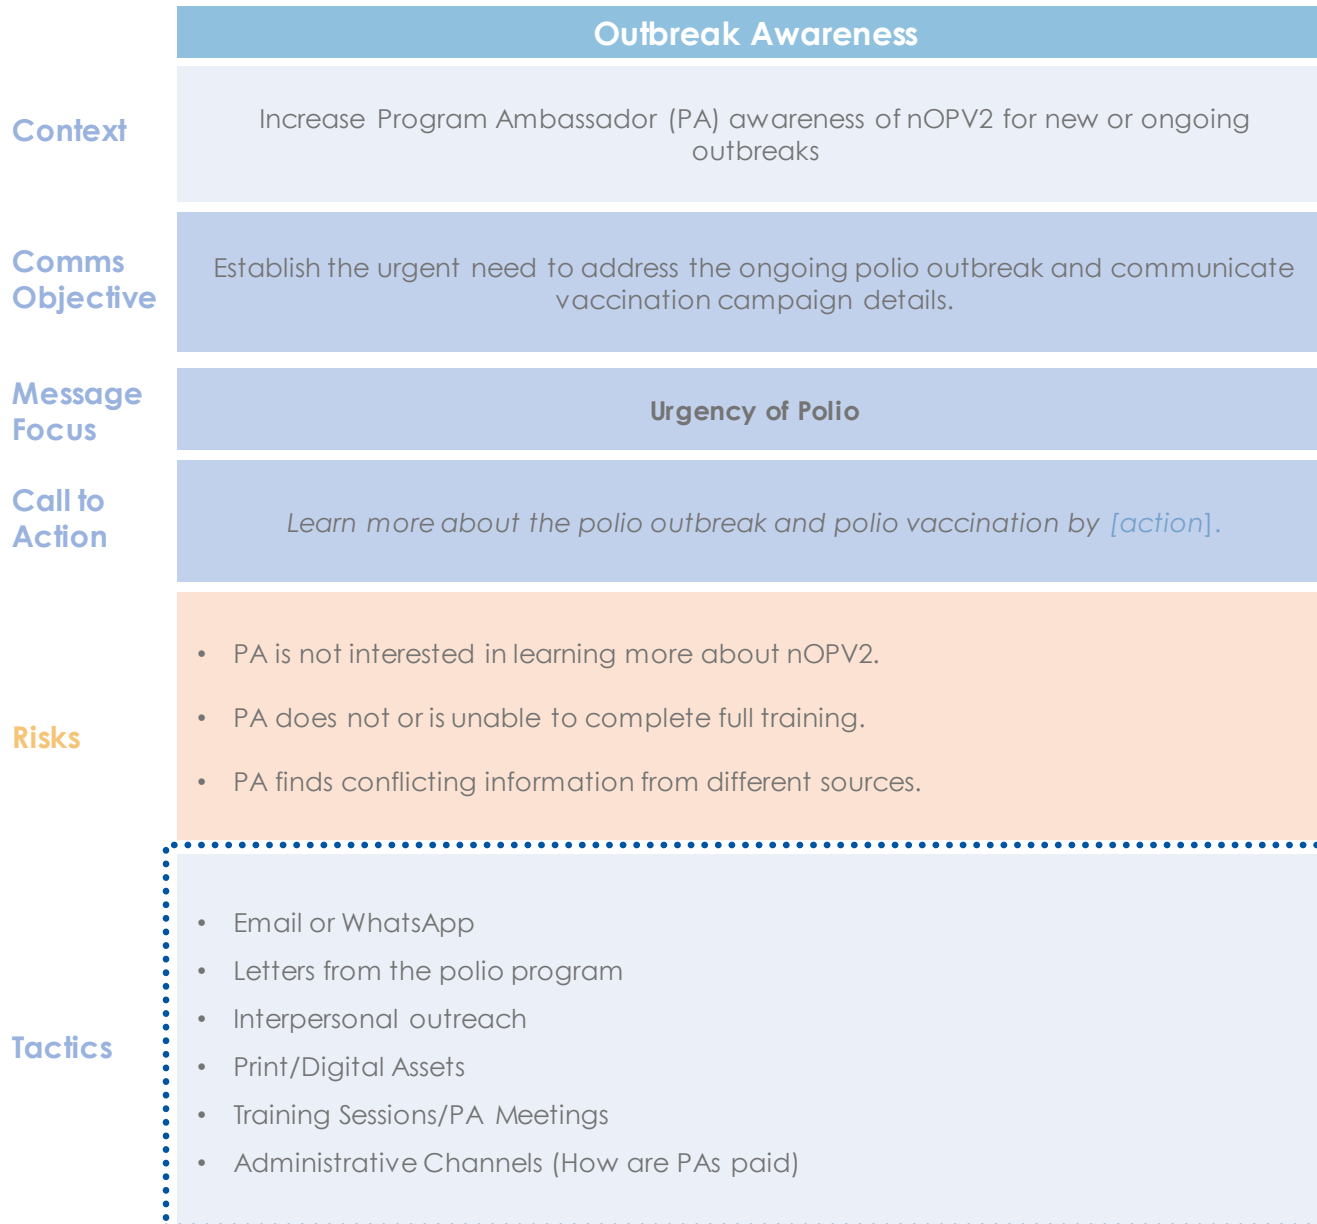 Outbreak Awareness
Context
Increase Program Ambassador (PA) awareness of nOPV2 for new or ongoing
outbreaks
Comms
Objective
Establish the urgent need to address the ongoing polio outbreak and communicate
vaccination campaign details.
Message
Focus
Urgency of Polio
Call to
Action
Learn more about the polio outbreak and polio vaccination by [action].
Risks
• PA is not interested in learning more about nOPV2.
• PA does not or is unable to complete full training.
• PA finds conflicting information from different sources.
Tactics
• Email or WhatsApp
• Letters from the polio program
• Interpersonal outreach
• Print/Digital Assets
• Training Sessions/PA Meetings
• Administrative Channels (How are PAs paid)